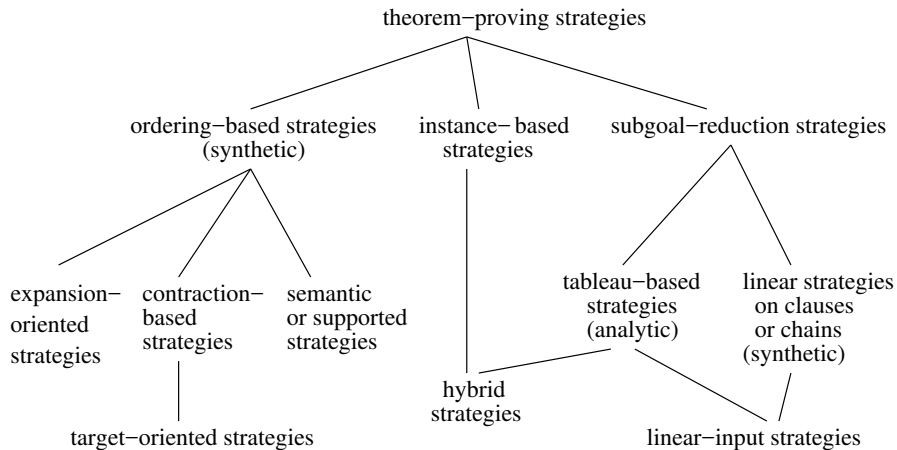 theorem−proving strategies
ordering−based strategies
(synthetic)
instance−based
strategies
subgoal−reduction strategies
expansion−
oriented
strategies
contraction−
based
strategies
semantic
or supported
strategies
tableau−based
strategies
(analytic)
linear strategies
on clauses
or chains
(synthetic)
hybrid
strategies
target−oriented strategies
linear−input strategies